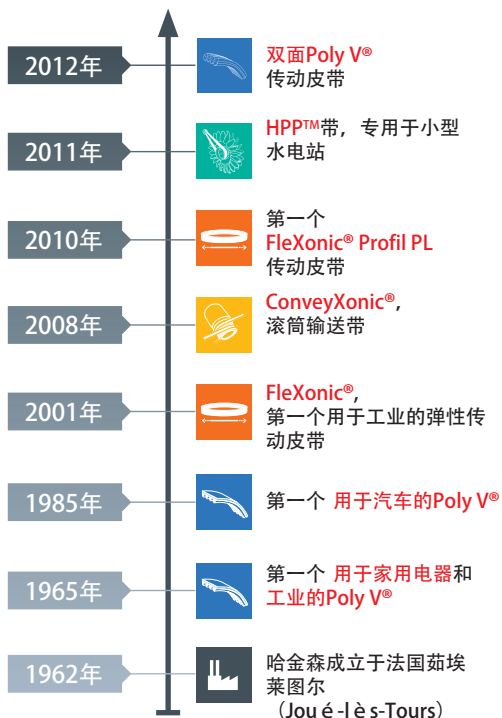 2012年
双面Poly V®
传动皮带
2011年
HPP™带，专用于小型
水电站
2010年
第一个
FleXonic® Profil PL
传动皮带
2008年
ConveyXonic®,
滚筒输送带
2001年
FleXonic®,
第一个用于工业的弹性传
动皮带
1985年
第一个 用于汽车的Poly V®
1965年
第一个 用于家用电器和
工业的Poly V®
1962年
哈金森成立于法国茹埃
莱图尔
（Jou é -l è s-Tours）